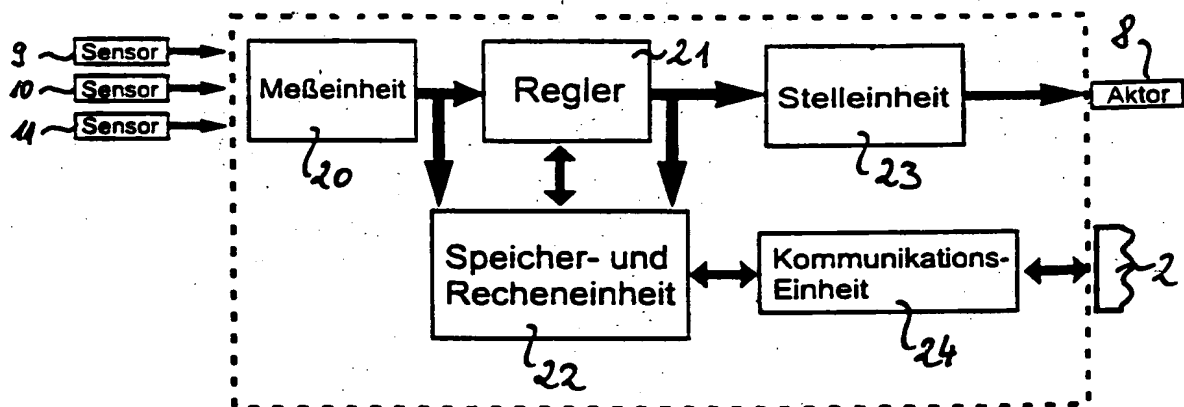 9 Sensor
10 Sensor
11 Sensor
Meßeinheit
20
Regler
21
Stelleinheit
23
8
Aktor
Speicher- und
Recheneinheit
22
Kommunikations-
Einheit
24
2